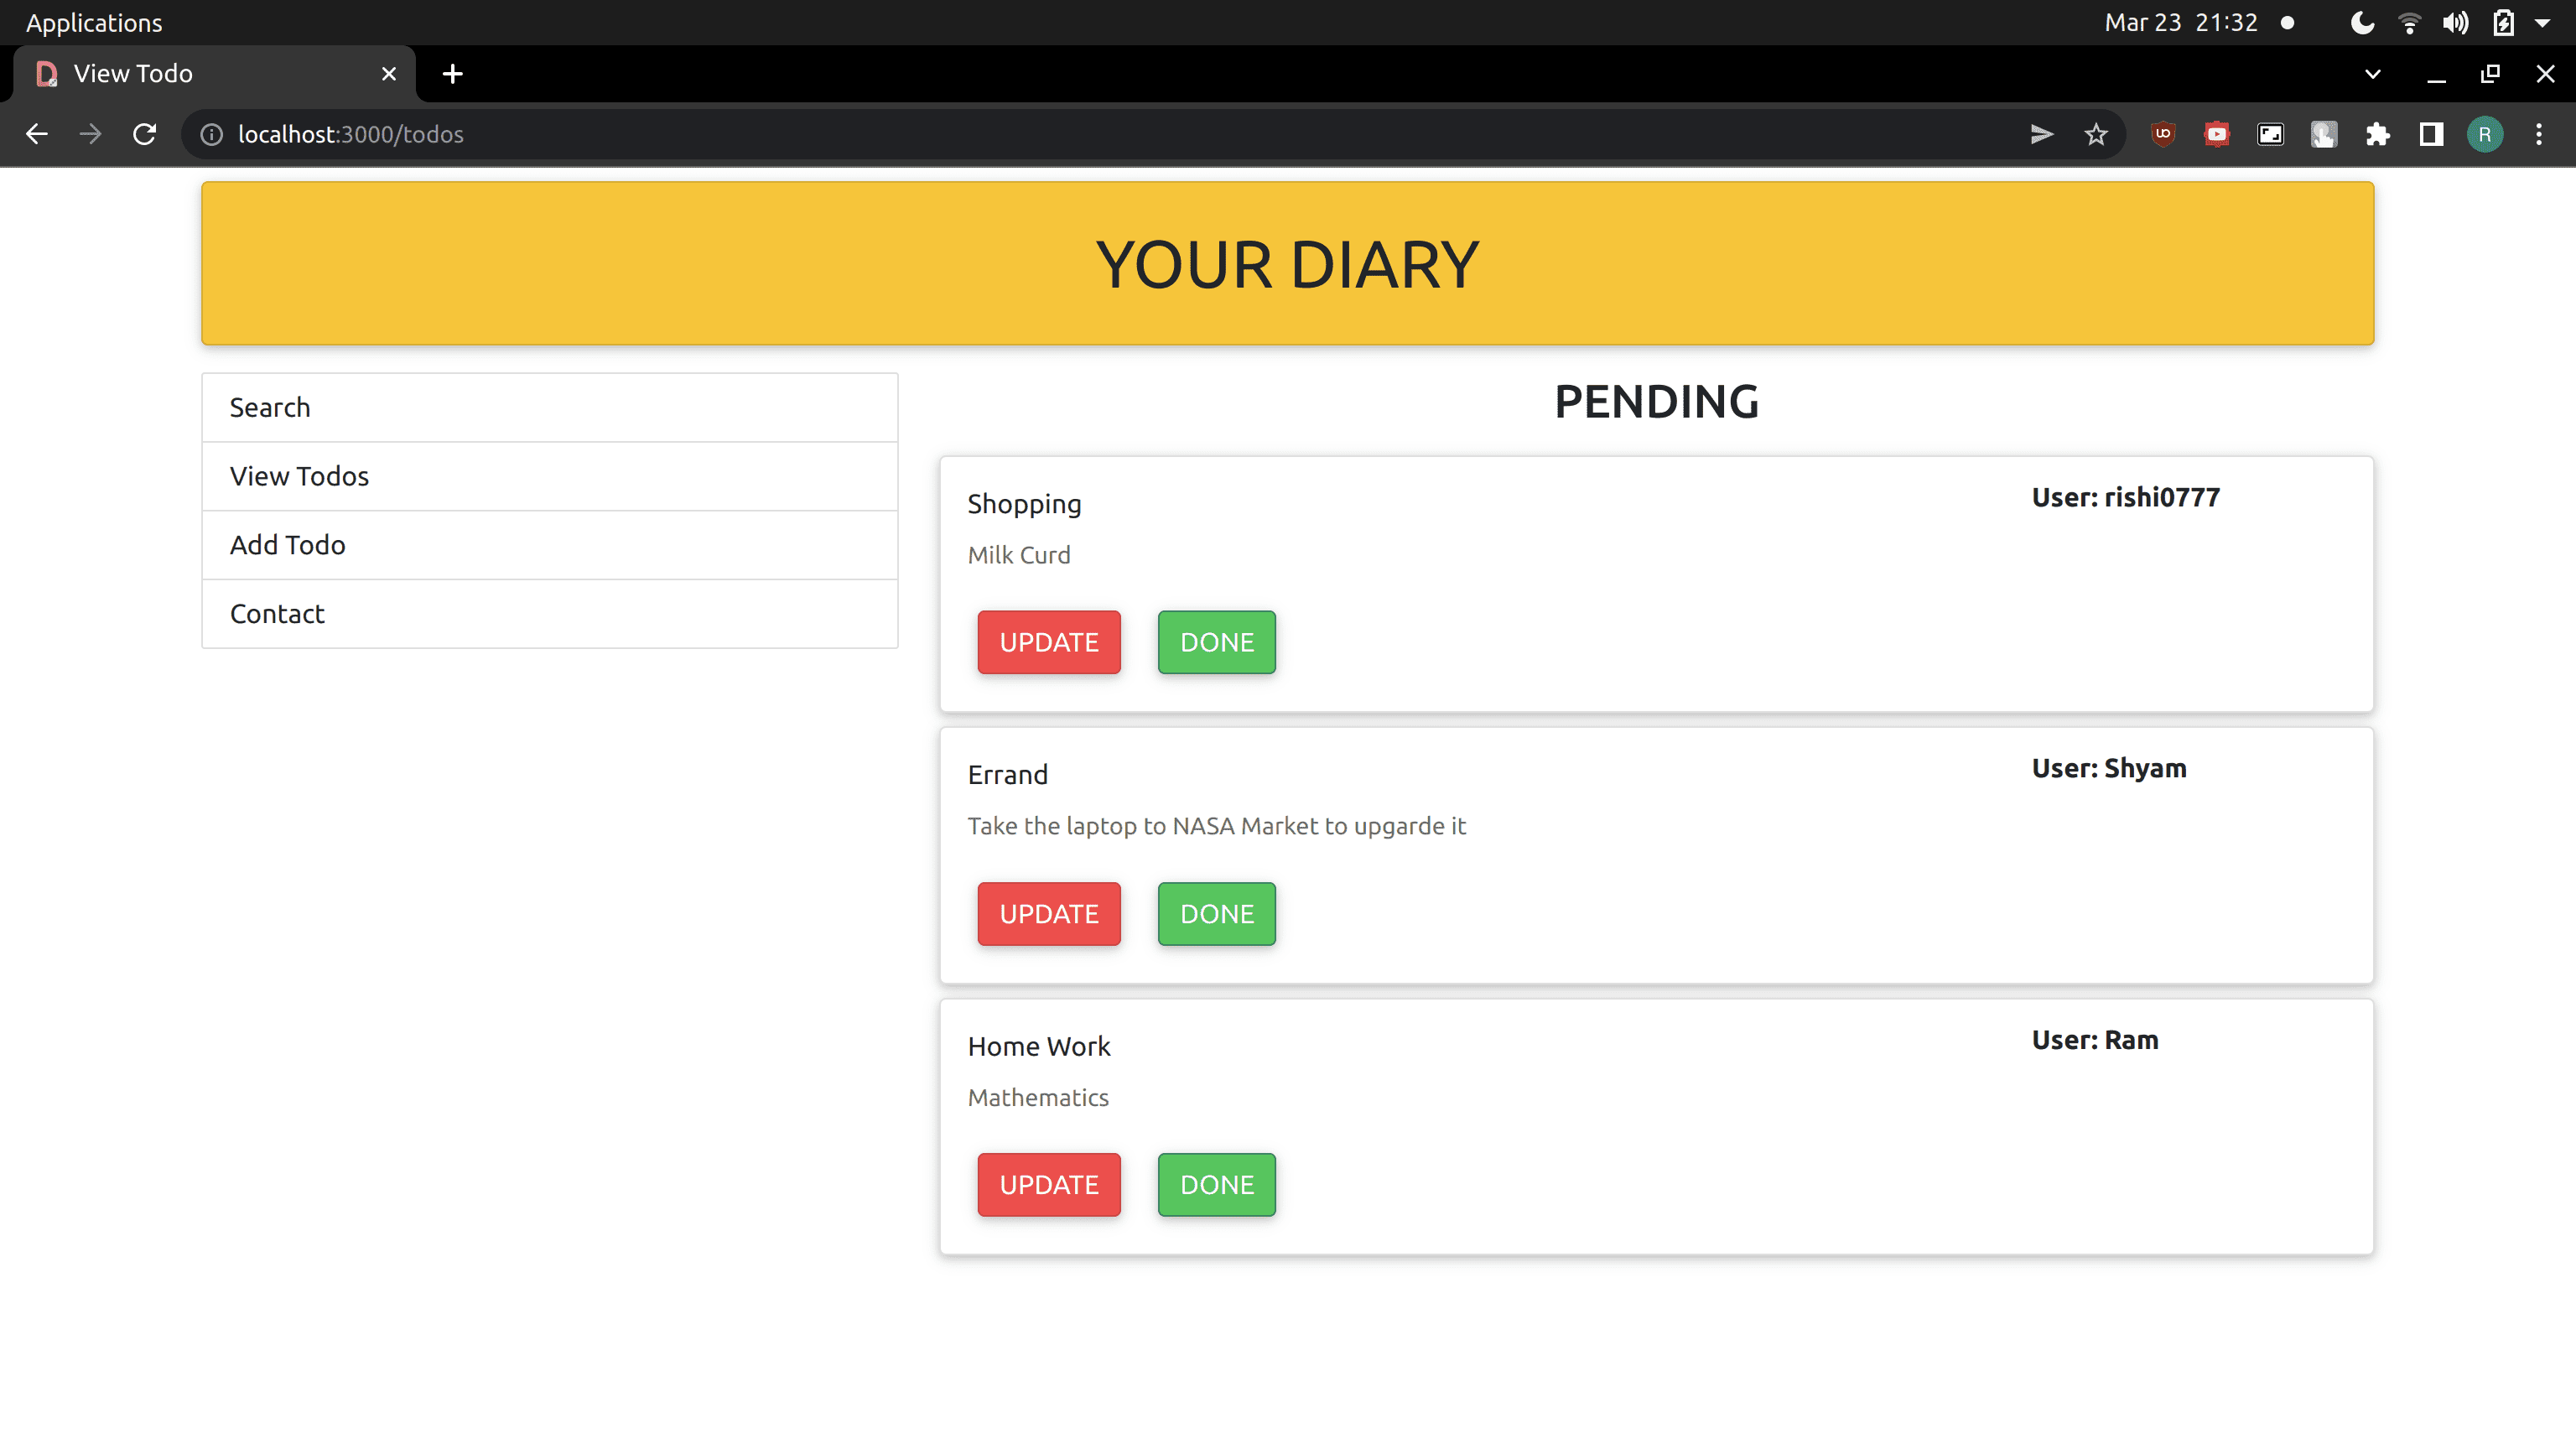 Applications
Mar 23 21:32
View Todo
localhost:3000/todos
R
YOUR DIARY
Search
View Todos
Add Todo
Contact
PENDING
Shopping
User: rishi0777
Milk Curd
UPDATE DONE
Errand
User: Shyam
Take the laptop to NASA Market to upgarde it
UPDATE DONE
Home Work
User: Ram
Mathematics
UPDATE DONE